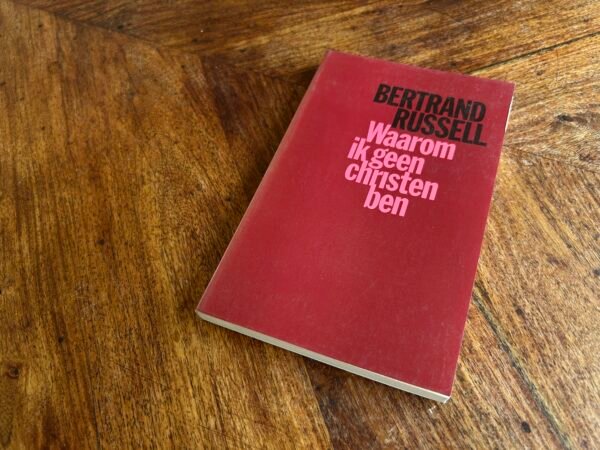 BERTRAND
RUSSELL
Waarom
ik geen
christen
ben